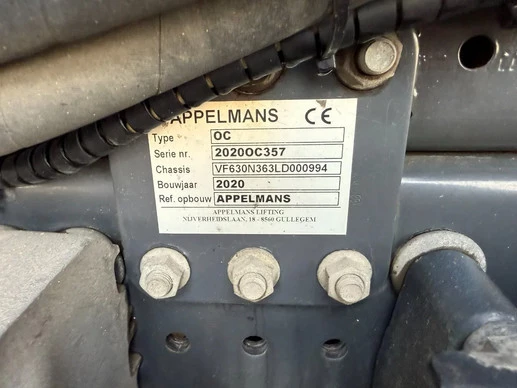 APPELMANS CE
Type OC
Serie nr. 2020OC357
Chassis VF630N363LD000994
Bouwjaar 2020
Ref. opbouw APPELMANS
APPELMANS LIFTING
NIJVERHEIDSLAAN, 18 - 8560 GULLEGEM